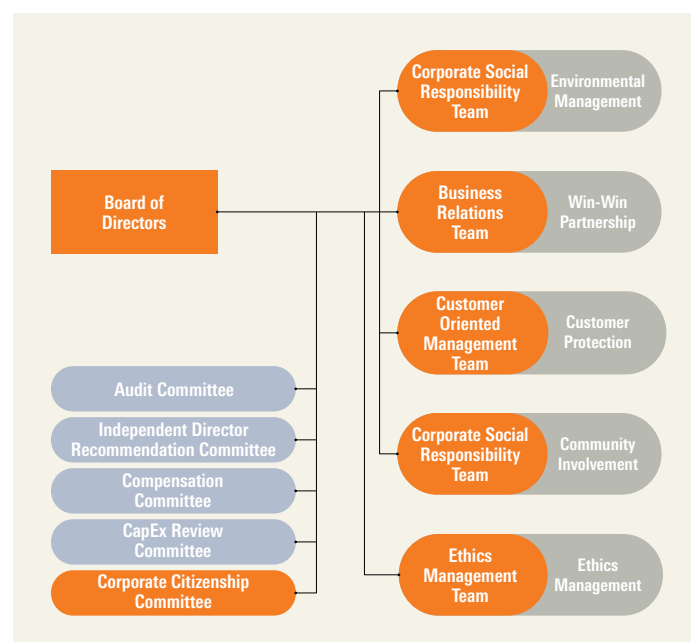 Board of
Directors
Audit Committee
Independent Director
Recommendation Committee
Compensation
Committee
CapEx Review
Committee
Corporate Citizenship
Committee
Corporate Social
Responsibility
Team
Environmental
Management
Business
Relations
Team
Win-Win
Partnership
Customer
Oriented
Management
Team
Customer
Protection
Corporate Social
Responsibility
Team
Community
Involvement
Ethics
Management
Team
Ethics
Management